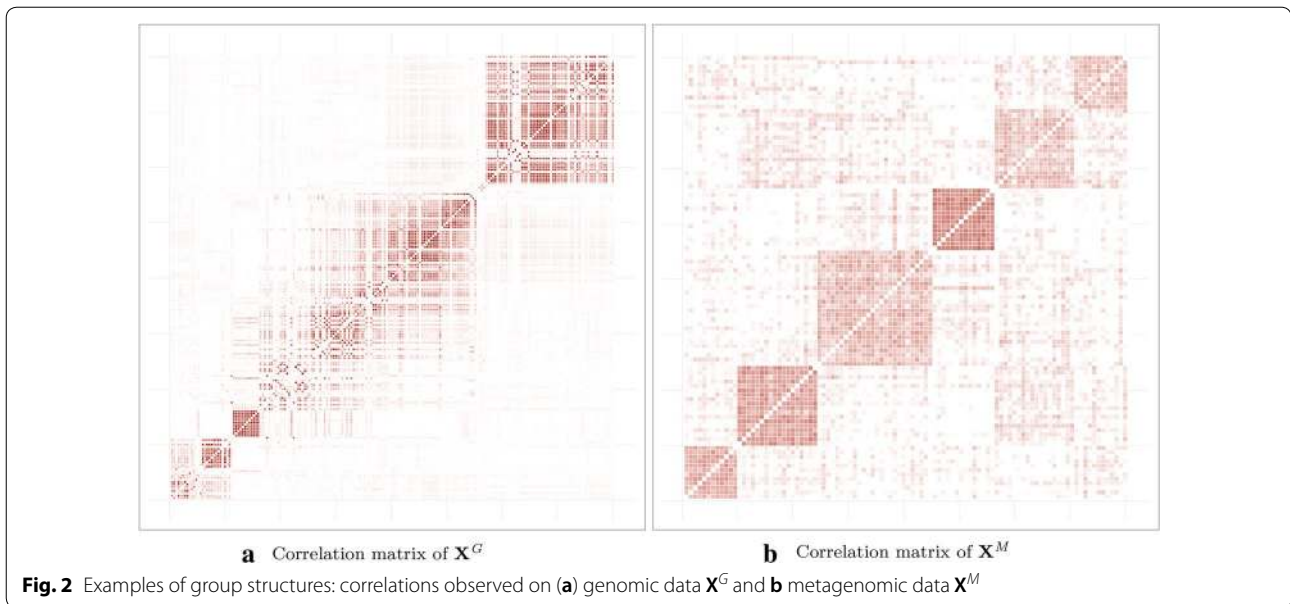 a Correlation matrix of X^G
b Correlation matrix of X^M
Fig. 2 Examples of group structures: correlations observed on (a) genomic data X^G and b metagenomic data X^M